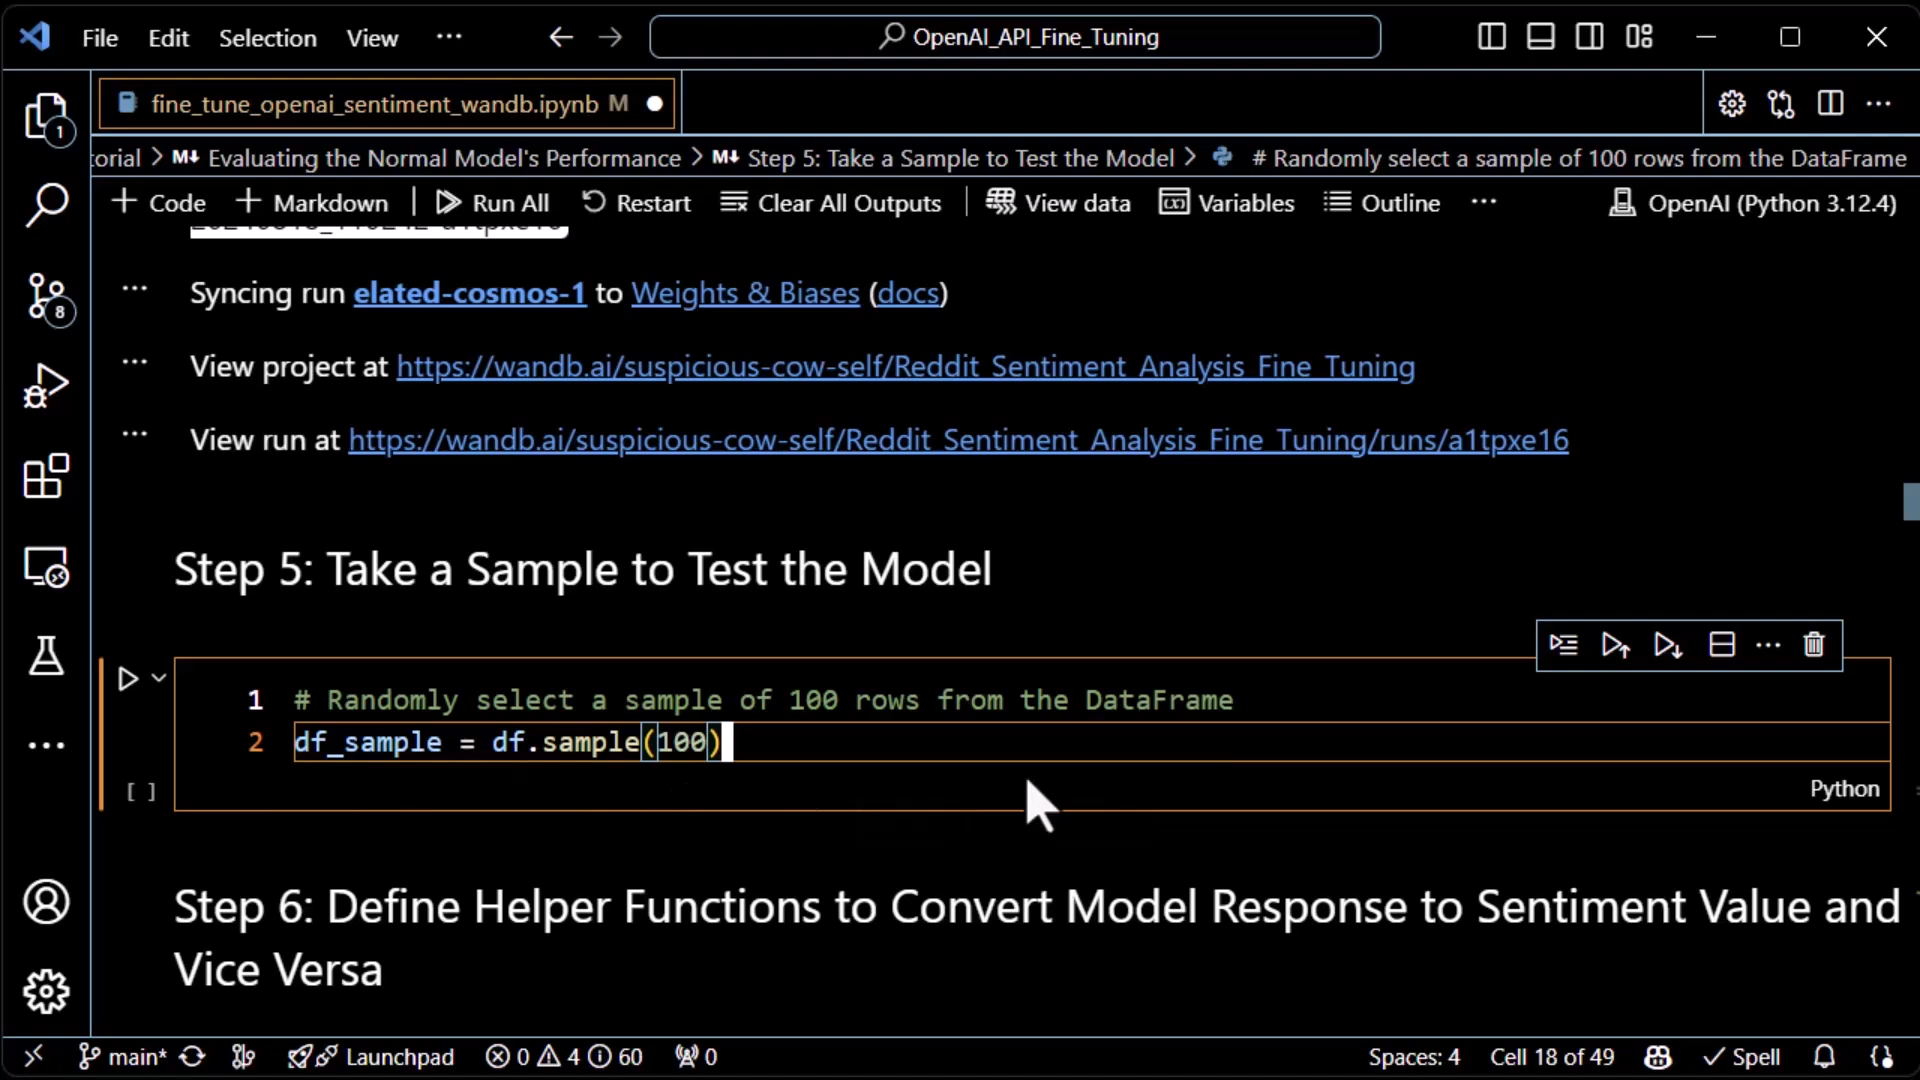 File Edit Selection View ··· OpenAI_API_Fine_Tuning
fine_tune_openai_sentiment_wandb.ipynb M
torial > M↓ Evaluating the Normal Model's Performance > M↓ Step 5: Take a Sample to Test the Model > # Randomly select a sample of 100 rows from the DataFrame
+ Code + Markdown | Run All Restart Clear All Outputs | View data Variables Outline ··· OpenAI (Python 3.12.4)
Syncing run elated-cosmos-1 to Weights & Biases (docs)
View project at https://wandb.ai/suspicious-cow-self/Reddit_Sentiment_Analysis_Fine_Tuning
View run at https://wandb.ai/suspicious-cow-self/Reddit_Sentiment_Analysis_Fine_Tuning/runs/a1tpxe16
Step 5: Take a Sample to Test the Model
1 # Randomly select a sample of 100 rows from the DataFrame
2 df_sample = df.sample(100)
[ ]
Python
Step 6: Define Helper Functions to Convert Model Response to Sentiment Value and
Vice Versa
1
8
main* Launchpad 0 4 60 0 Spaces: 4 Cell 18 of 49 Spell